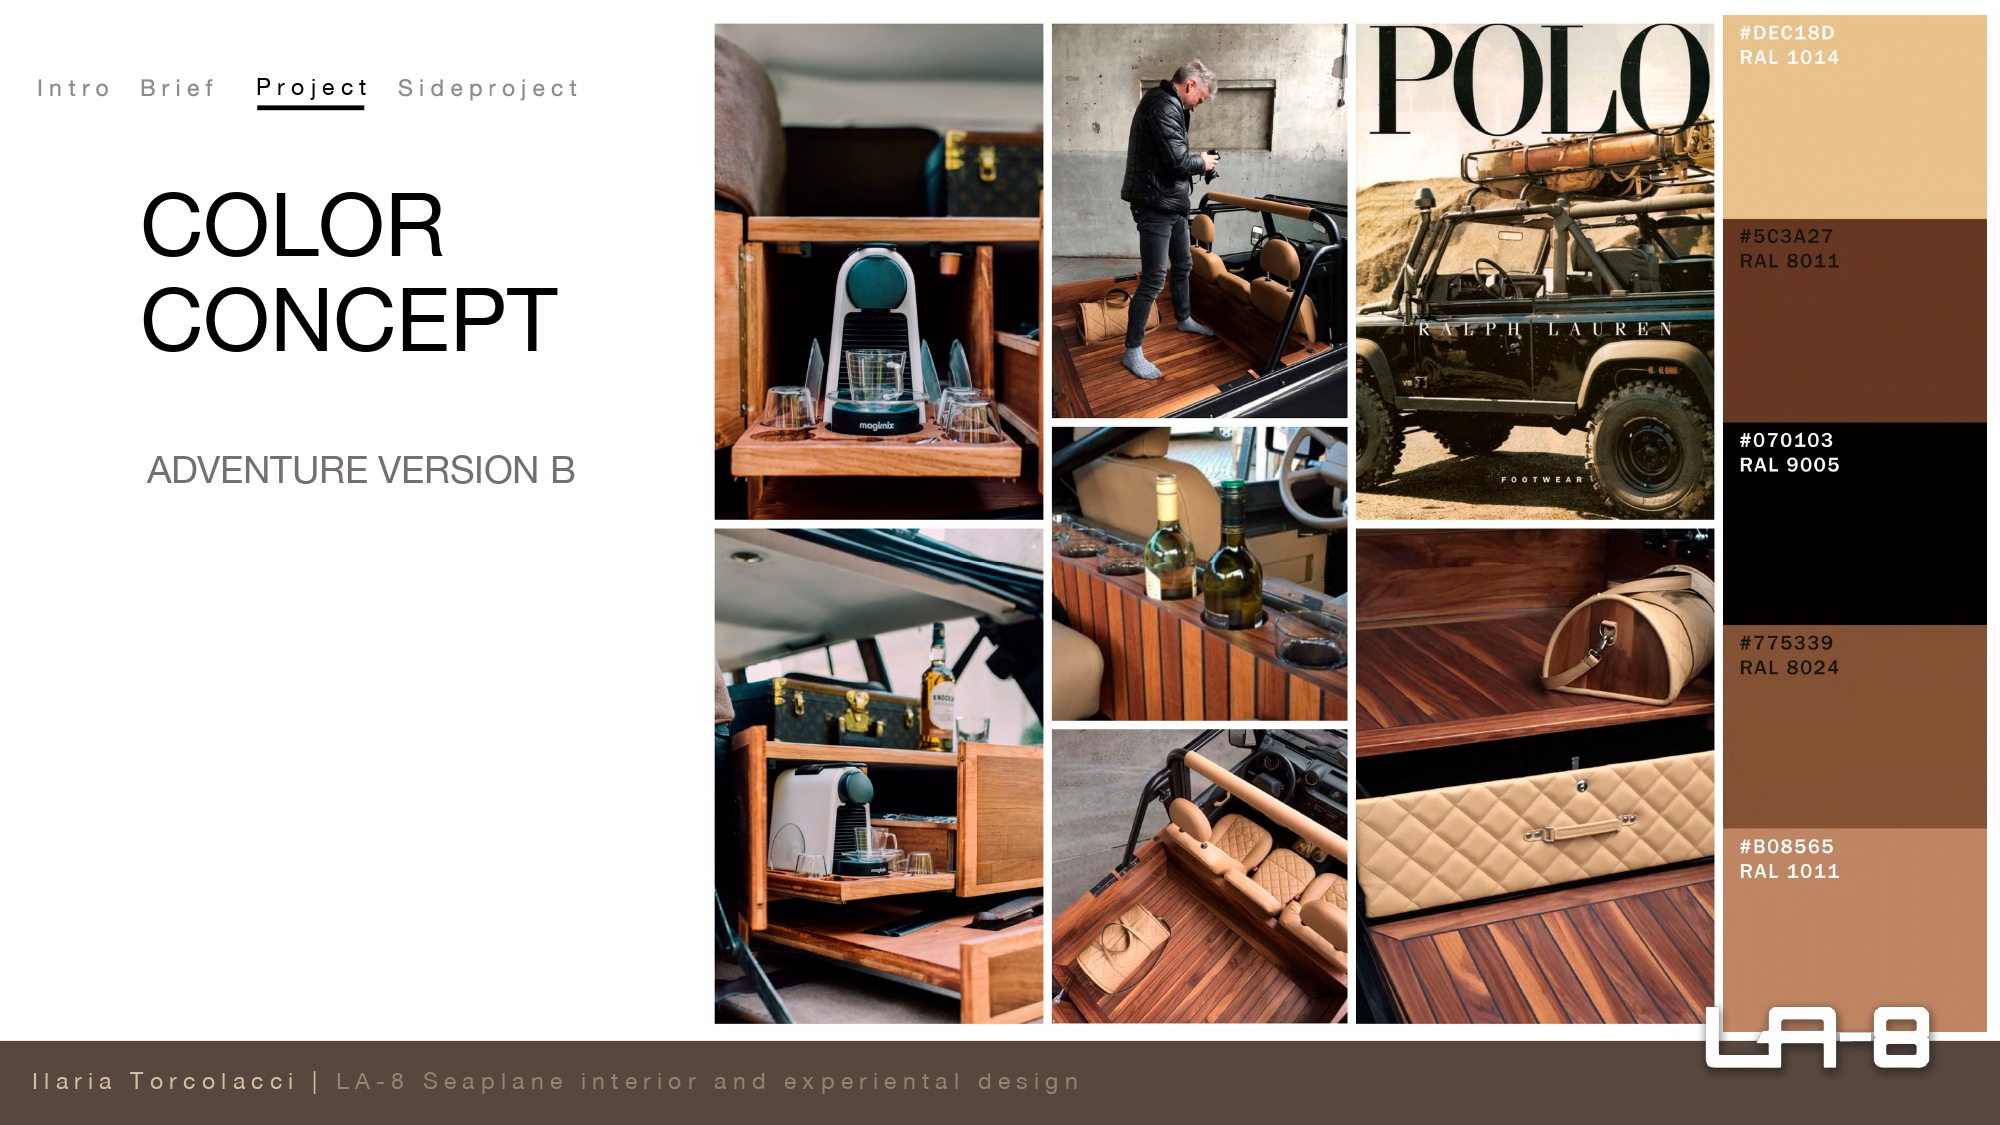 Intro Brief Project Sideproject
COLOR
CONCEPT
ADVENTURE VERSION B
magimix
POLO
RALPH LAUREN
V8
FOOTWEAR
magimix
#DEC18D
RAL 1014
#5C3A27
RAL 8011
#070103
RAL 9005
#775339
RAL 8024
#B08565
RAL 1011
LA-8
Ilaria Torcolacci | LA-8 Seaplane interior and experiental design